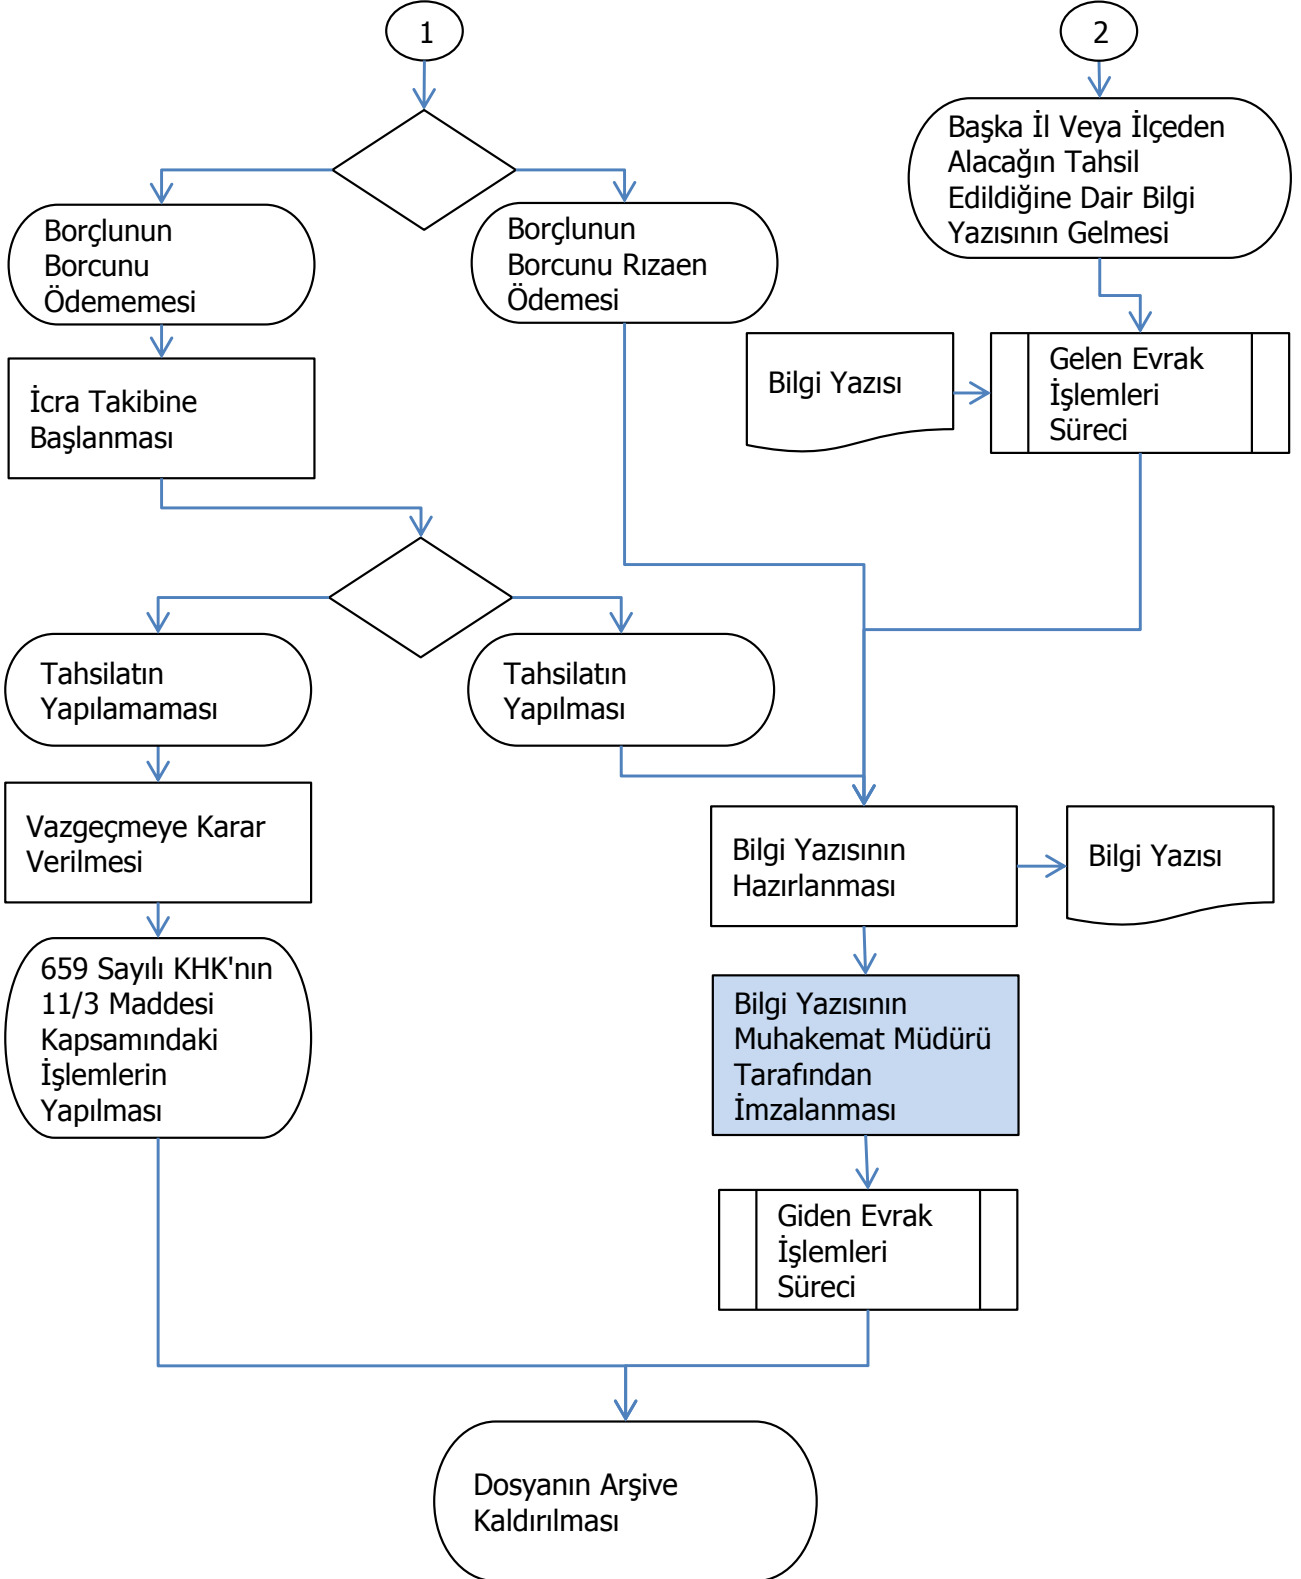 1
2
Başka İl Veya İlçeden
Alacağın Tahsil
Edildiğine Dair Bilgi
Yazısının Gelmesi
Borçlunun
Borcunu
Ödememesi
Borçlunun
Borcunu Rızaen
Ödemesi
İcra Takibine
Başlanması
Bilgi Yazısı
Gelen Evrak
İşlemleri
Süreci
Tahsilatın
Yapılamaması
Tahsilatın
Yapılması
Vazgeçmeye Karar
Verilmesi
Bilgi Yazısının
Hazırlanması
Bilgi Yazısı
659 Sayılı KHK'nın
11/3 Maddesi
Kapsamındaki
İşlemlerin
Yapılması
Bilgi Yazısının
Muhakemat Müdürü
Tarafından
İmzalanması
Giden Evrak
İşlemleri
Süreci
Dosyanın Arşive
Kaldırılması